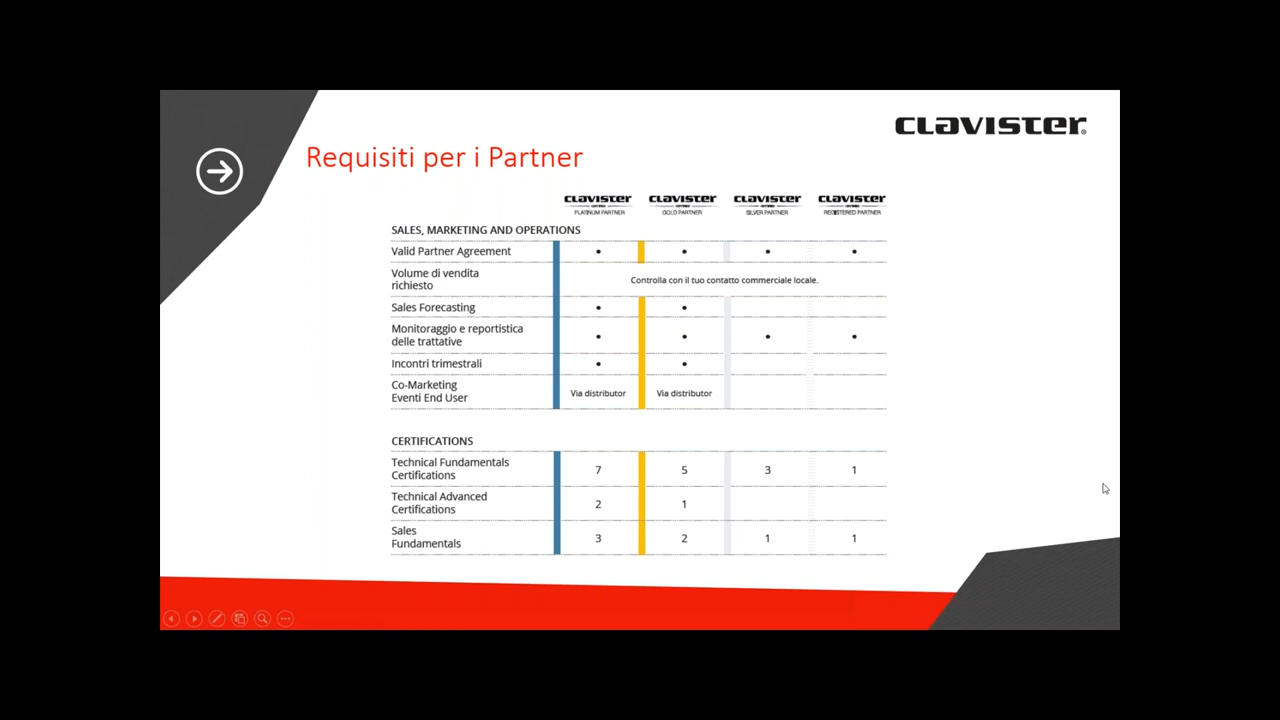 CLAVISTER®
Requisiti per i Partner
CLAVISTER CLAVISTER CLAVISTER CLAVISTER
PLATINUM PARTNER GOLD PARTNER SILVER PARTNER REGISTERED PARTNER
SALES, MARKETING AND OPERATIONS
Valid Partner Agreement • • • •
Volume di vendita
richiesto
Controlla con il tuo contatto commerciale locale.
Sales Forecasting • •
Monitoraggio e reportistica
delle trattative • • • •
Incontri trimestrali • •
Co-Marketing
Eventi End User
Via distributor Via distributor
CERTIFICATIONS
Technical Fundamentals
Certifications
7 5 3 1
Technical Advanced
Certifications
2 1
Sales
Fundamentals
3 2 1 1